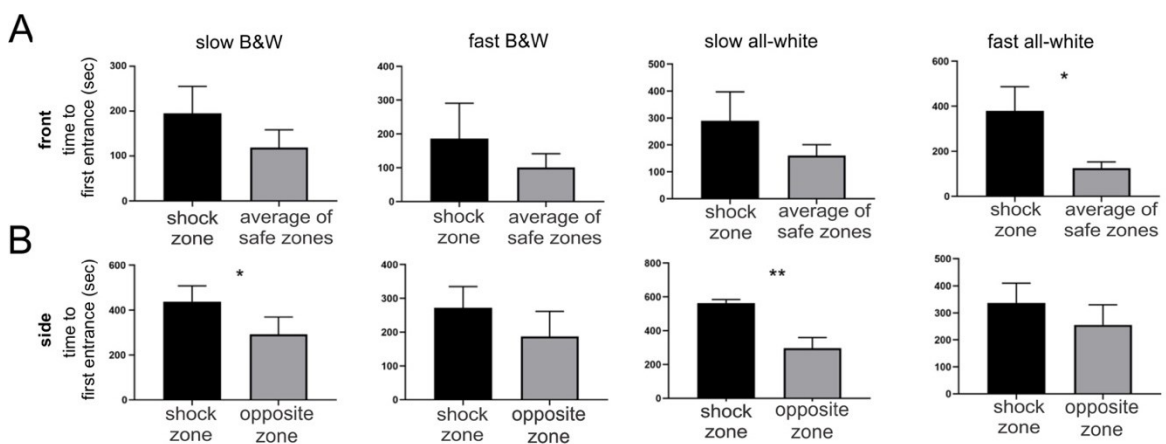 A
slow B&W
fast B&W
slow all-white
fast all-white
front
time to
first entrance (sec)
300
200
100
0
shock
zone
average of
safe zones
400
300
200
100
0
shock
zone
average of
safe zones
500
400
300
200
100
0
shock
zone
average of
safe zones
600
400
200
0
*
shock
zone
average of
safe zones
B
side
time to
first entrance (sec)
600
400
200
0
*
shock
zone
opposite
zone
400
300
200
100
0
shock
zone
opposite
zone
800
600
400
200
0
**
shock
zone
opposite
zone
500
400
300
200
100
0
shock
zone
opposite
zone